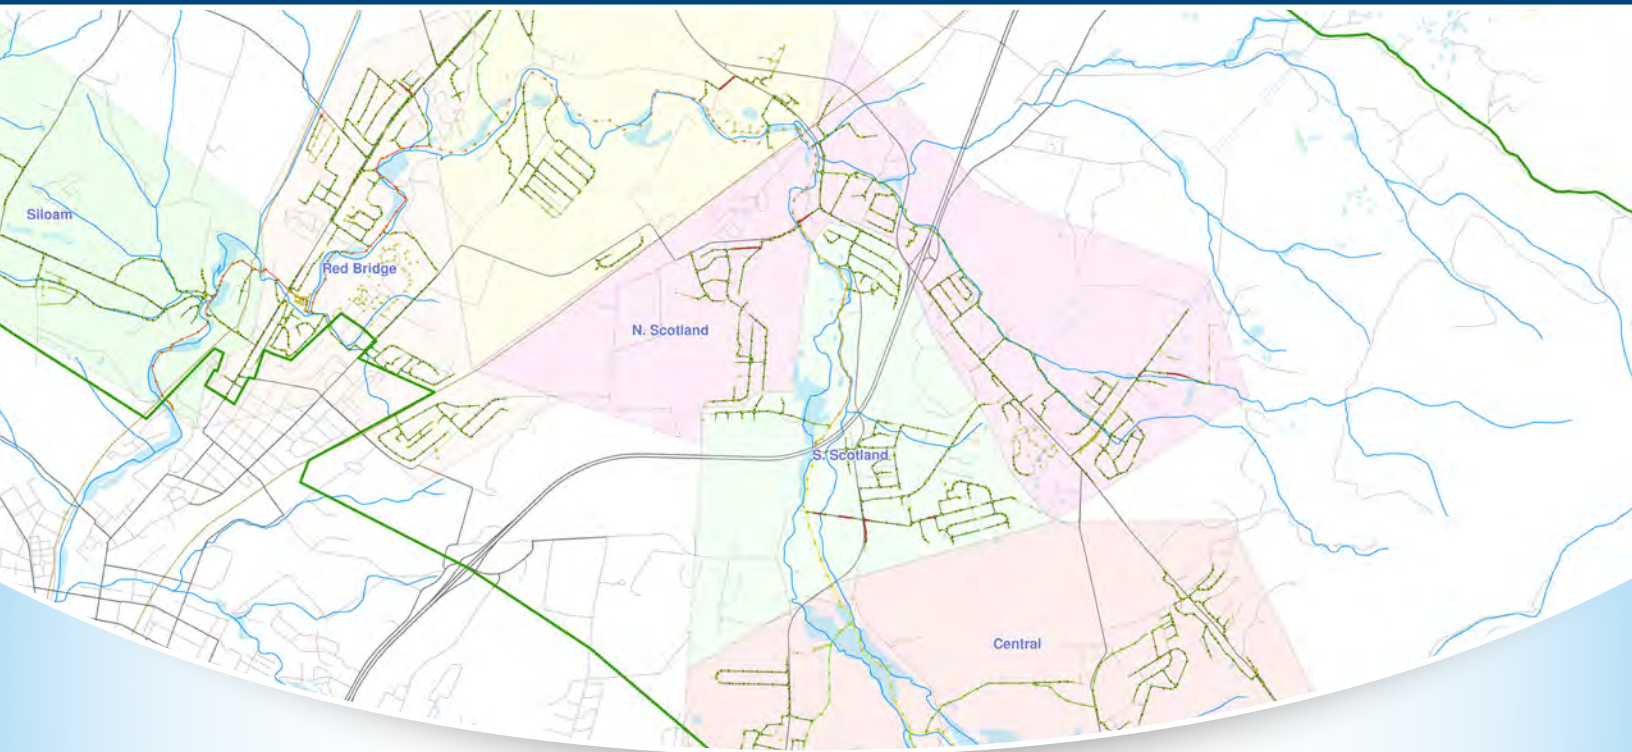 Siloam
Red Bridge
N. Scotland
S. Scotland
Central